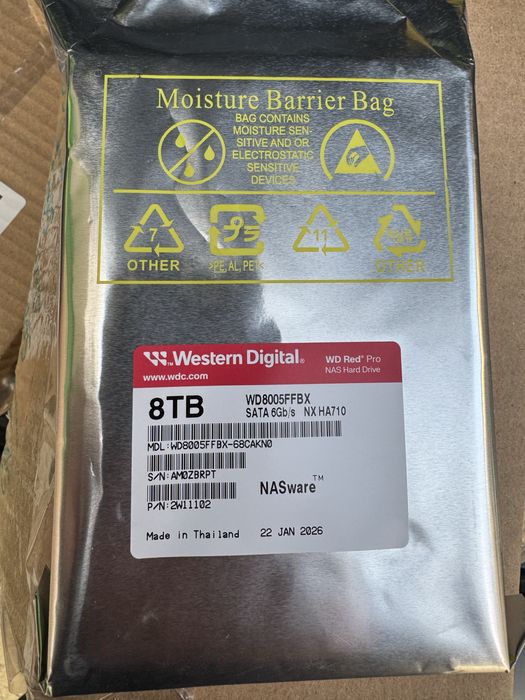 Moisture Barrier Bag
BAG CONTAINS
MOISTURE SEN-
SITIVE AND OR
ELECTROSTATIC
SENSITIVE
DEVICES
7
11
OTHER
>PE, AL, PET<
OTHER
Western Digital®
WD Red® Pro
NAS Hard Drive
www.wdc.com
8TB
WD8005FFBX
SATA 6Gb/s NX HA710
MDL:WD8005FFBX-68CAKN0
S/N:AM0ZBRPT
P/N:2W11102
NASware™
Made in Thailand 22 JAN 2026